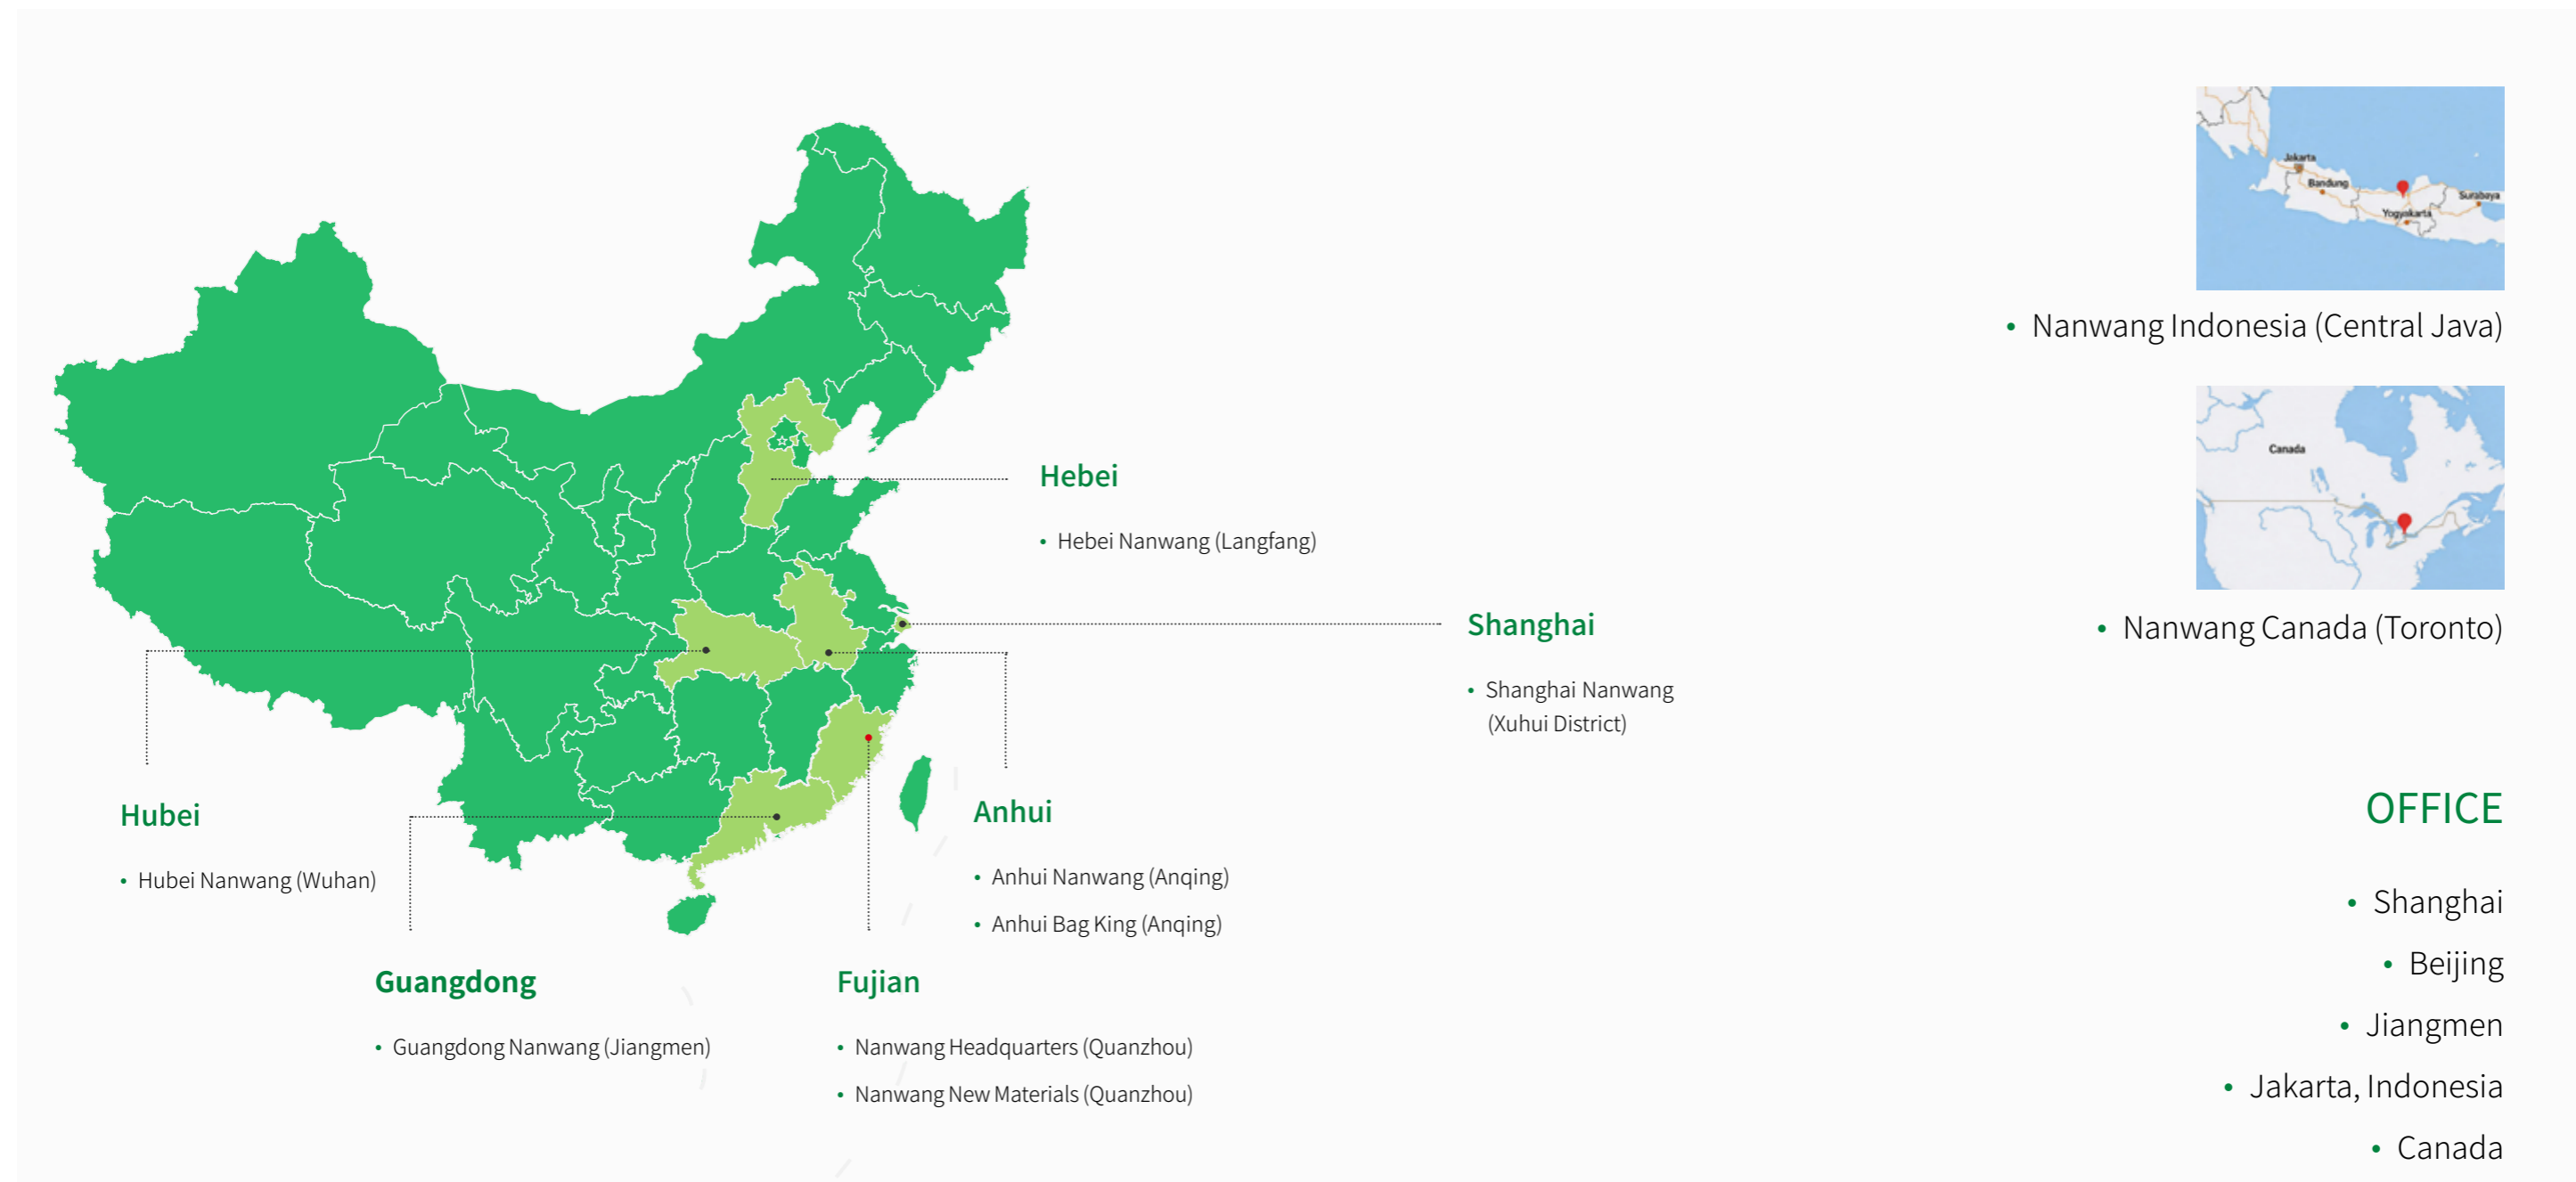 Hebei
• Hebei Nanwang (Langfang)
Shanghai
• Shanghai Nanwang
(Xuhui District)
Hubei
• Hubei Nanwang (Wuhan)
Anhui
• Anhui Nanwang (Anqing)
• Anhui Bag King (Anqing)
Guangdong
• Guangdong Nanwang (Jiangmen)
Fujian
• Nanwang Headquarters (Quanzhou)
• Nanwang New Materials (Quanzhou)
Jakarta
Bandung
Surabaya
Yogyakarta
• Nanwang Indonesia (Central Java)
Canada
• Nanwang Canada (Toronto)
OFFICE
• Shanghai
• Beijing
• Jiangmen
• Jakarta, Indonesia
• Canada